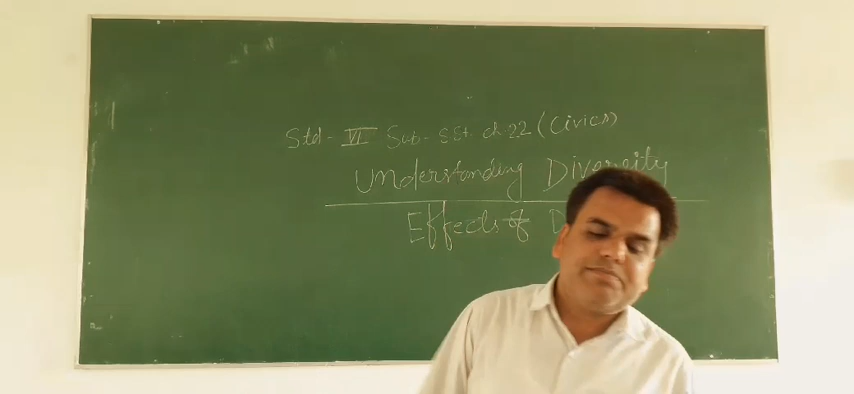 Std - VI Sub - S St. ch-22 (Civics)
Understanding Diversity
Effects of D